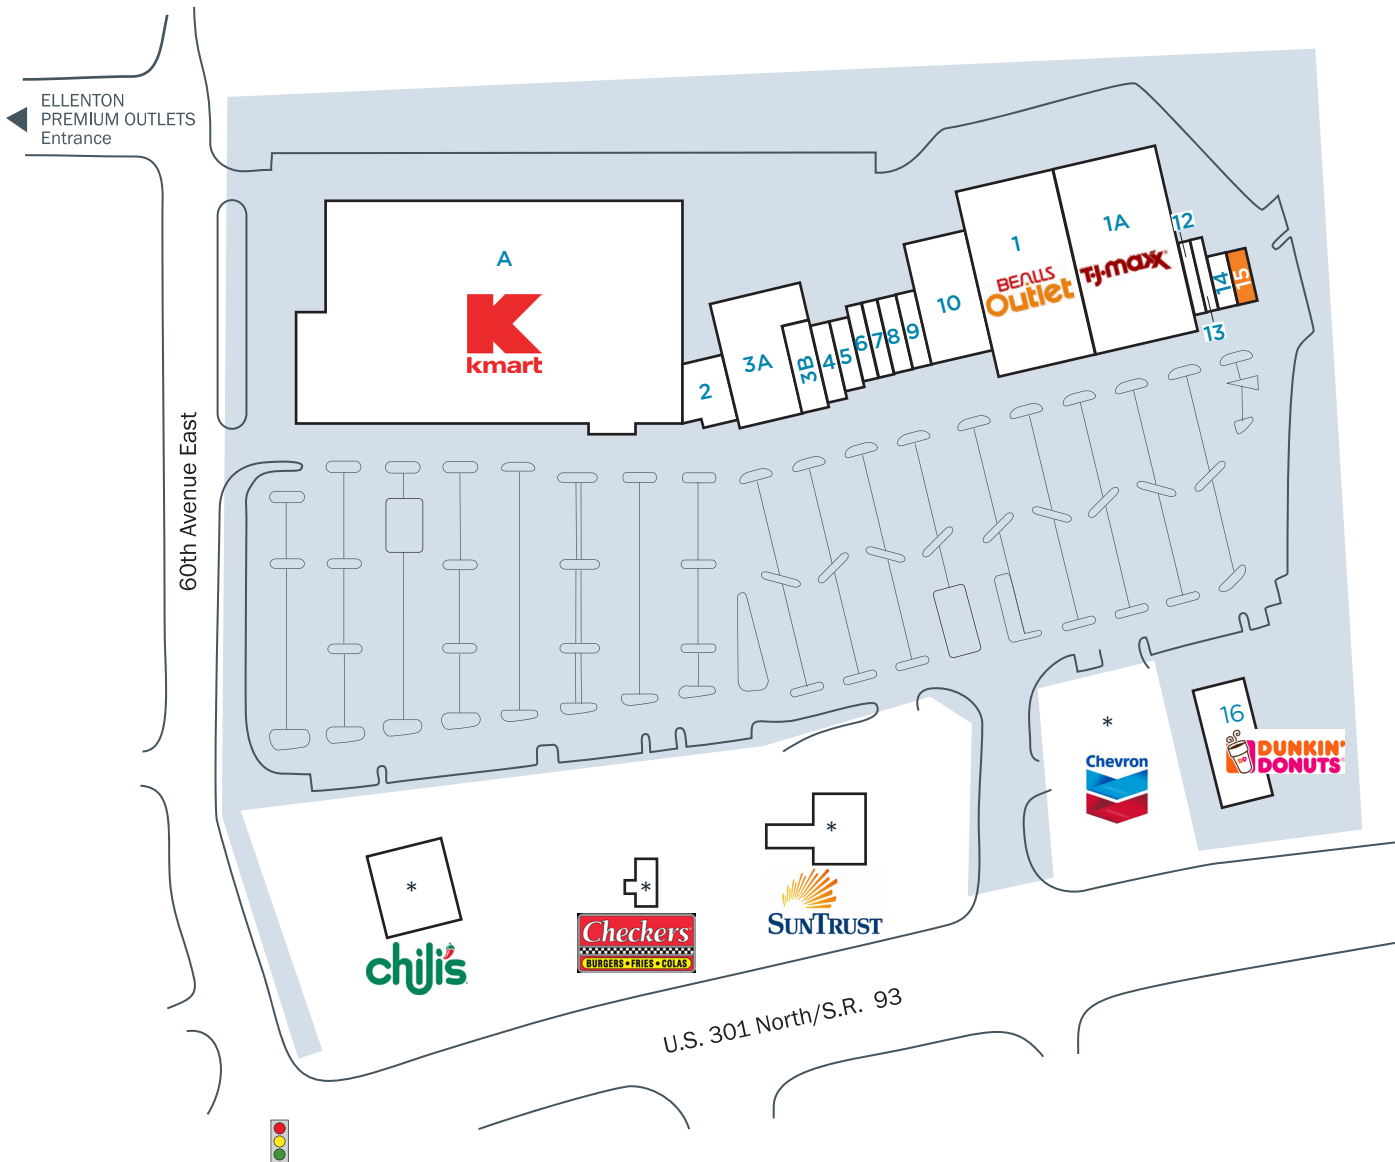 ELLENTON
PREMIUM OUTLETS
Entrance
A
kmart
2
3A
3B
4
5
6
7
8
9
10
1
BEALLS
Outlet
1A
T·J·maxx®
12
13
14
15
60th Avenue East
16
DUNKIN'
DONUTS®
DD
*
Chevron
*
SUNTRUST
*
Checkers®
BURGERS • FRIES • COLAS
*
chili's®
U.S. 301 North/S.R. 93